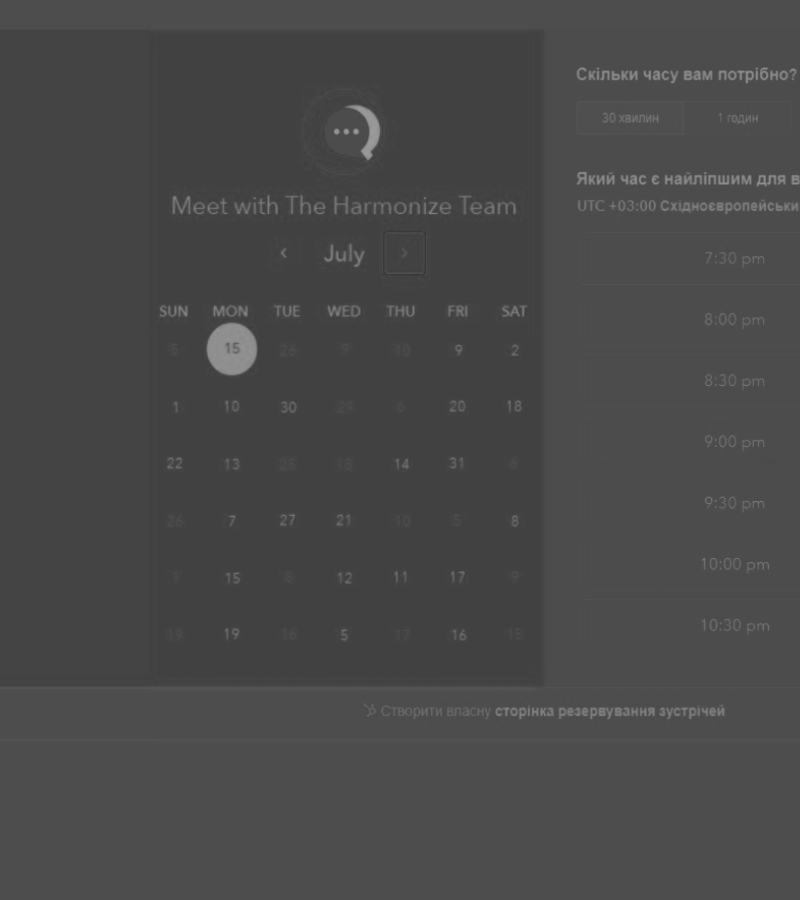 Meet with The Harmonize Team
July
SUN MON TUE WED THU FRI SAT
5 15 26 9 10 9 2
1 10 30 29 6 20 18
22 13 25 18 14 31 6
26 7 27 21 10 5 8
1 15 8 12 11 17 9
19 19 16 5 17 16 15
Скільки часу вам потрібно?
30 хвилин 1 годин
Який час є найліпшим для в
UTC +03:00 Східноєвропейськи
7:30 pm
8:00 pm
8:30 pm
9:00 pm
9:30 pm
10:00 pm
10:30 pm
Створити власну сторінка резервування зустрічей